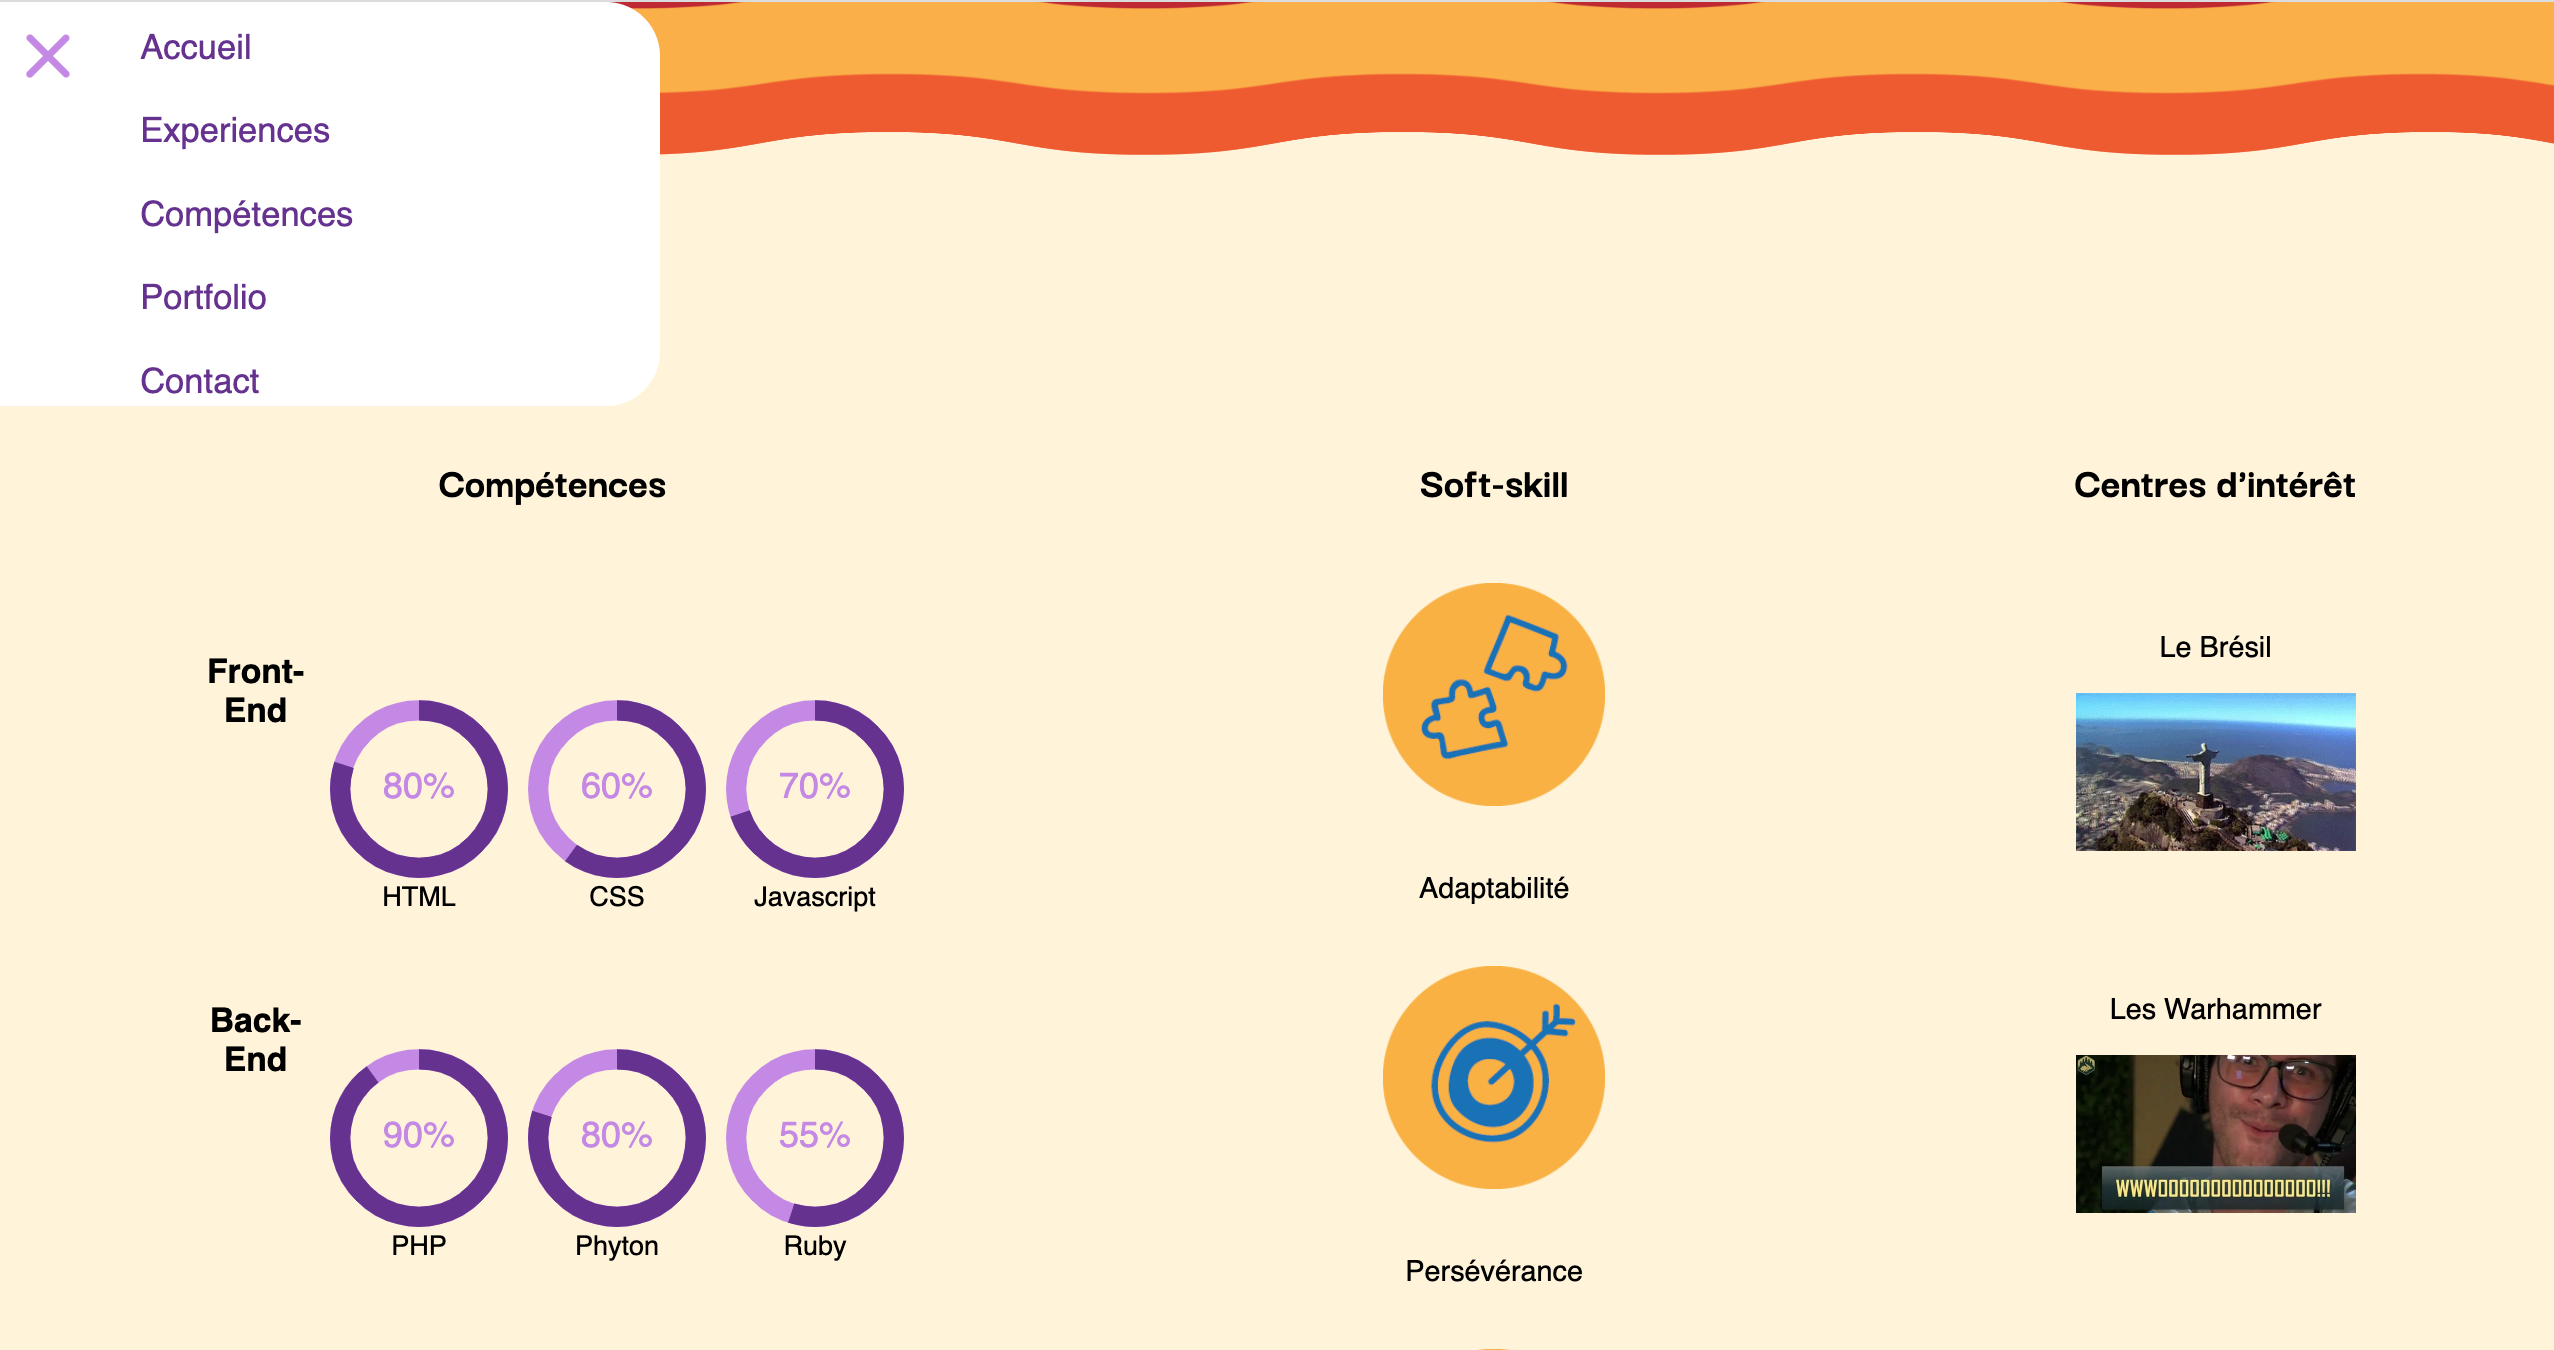 Accueil
Experiences
Compétences
Portfolio
Contact
Compétences
Front-
End
80%
60%
70%
HTML
CSS
Javascript
Back-
End
90%
80%
55%
PHP
Phyton
Ruby
Soft-skill
Adaptabilité
Persévérance
Centres d'intérêt
Le Brésil
Les Warhammer